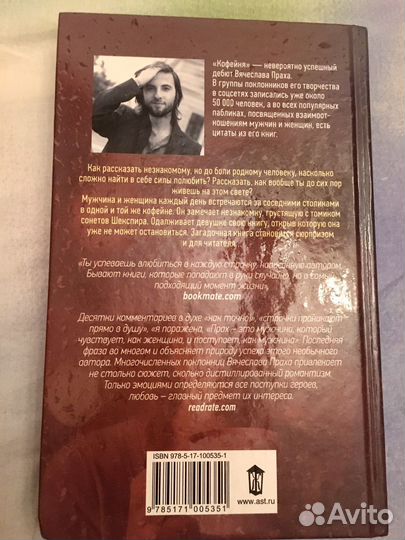 «Кофейня» — невероятно успешный
дебют Вячеслава Праха.
В группы поклонников его творчества
в соцсетях записались уже около
50 000 человек, а во всех популярных
пабликах, посвященных взаимоот-
ношениям мужчин и женщин, есть
цитаты из его книг.
Как рассказать незнакомому, но до боли родному человеку, насколько
сложно найти в себе силы полюбить? Рассказать, как вообще ты до сих пор
живешь на этом свете?
Мужчина и женщина каждый день встречаются за соседними столиками
в одной и той же кофейне. Он замечает незнакомку, грустящую с томиком
сонетов Шекспира. Одалживает девушке свою книгу, открыв которую она
уже не может остановиться. Загадочная книга становится сюрпризом
и для читателя.
«Ты успеваешь влюбиться в каждую строчку, написанную автором.
Бывают книги, которые попадают в руки случайно, но в самый
подходящий момент жизни».
bookmate.com
Десятки комментариев в духе «как точно», «строчки проникают
прямо в душу», «я поражена», «Прах – это мужчина, который
чувствует, как женщина, и поступает, как мужчина». Последняя
фраза во многом и объясняет природу успеха этого необычного
автора. Многочисленных поклонниц Вячеслава Праха привлекает
не столько сюжет, сколько дистиллированный романтизм.
Только эмоциями определяются все поступки героев,
любовь – главный предмет их интереса.
readrate.com
ISBN 978-5-17-100535-1
9 785171 005351
www.ast.ru
Avito